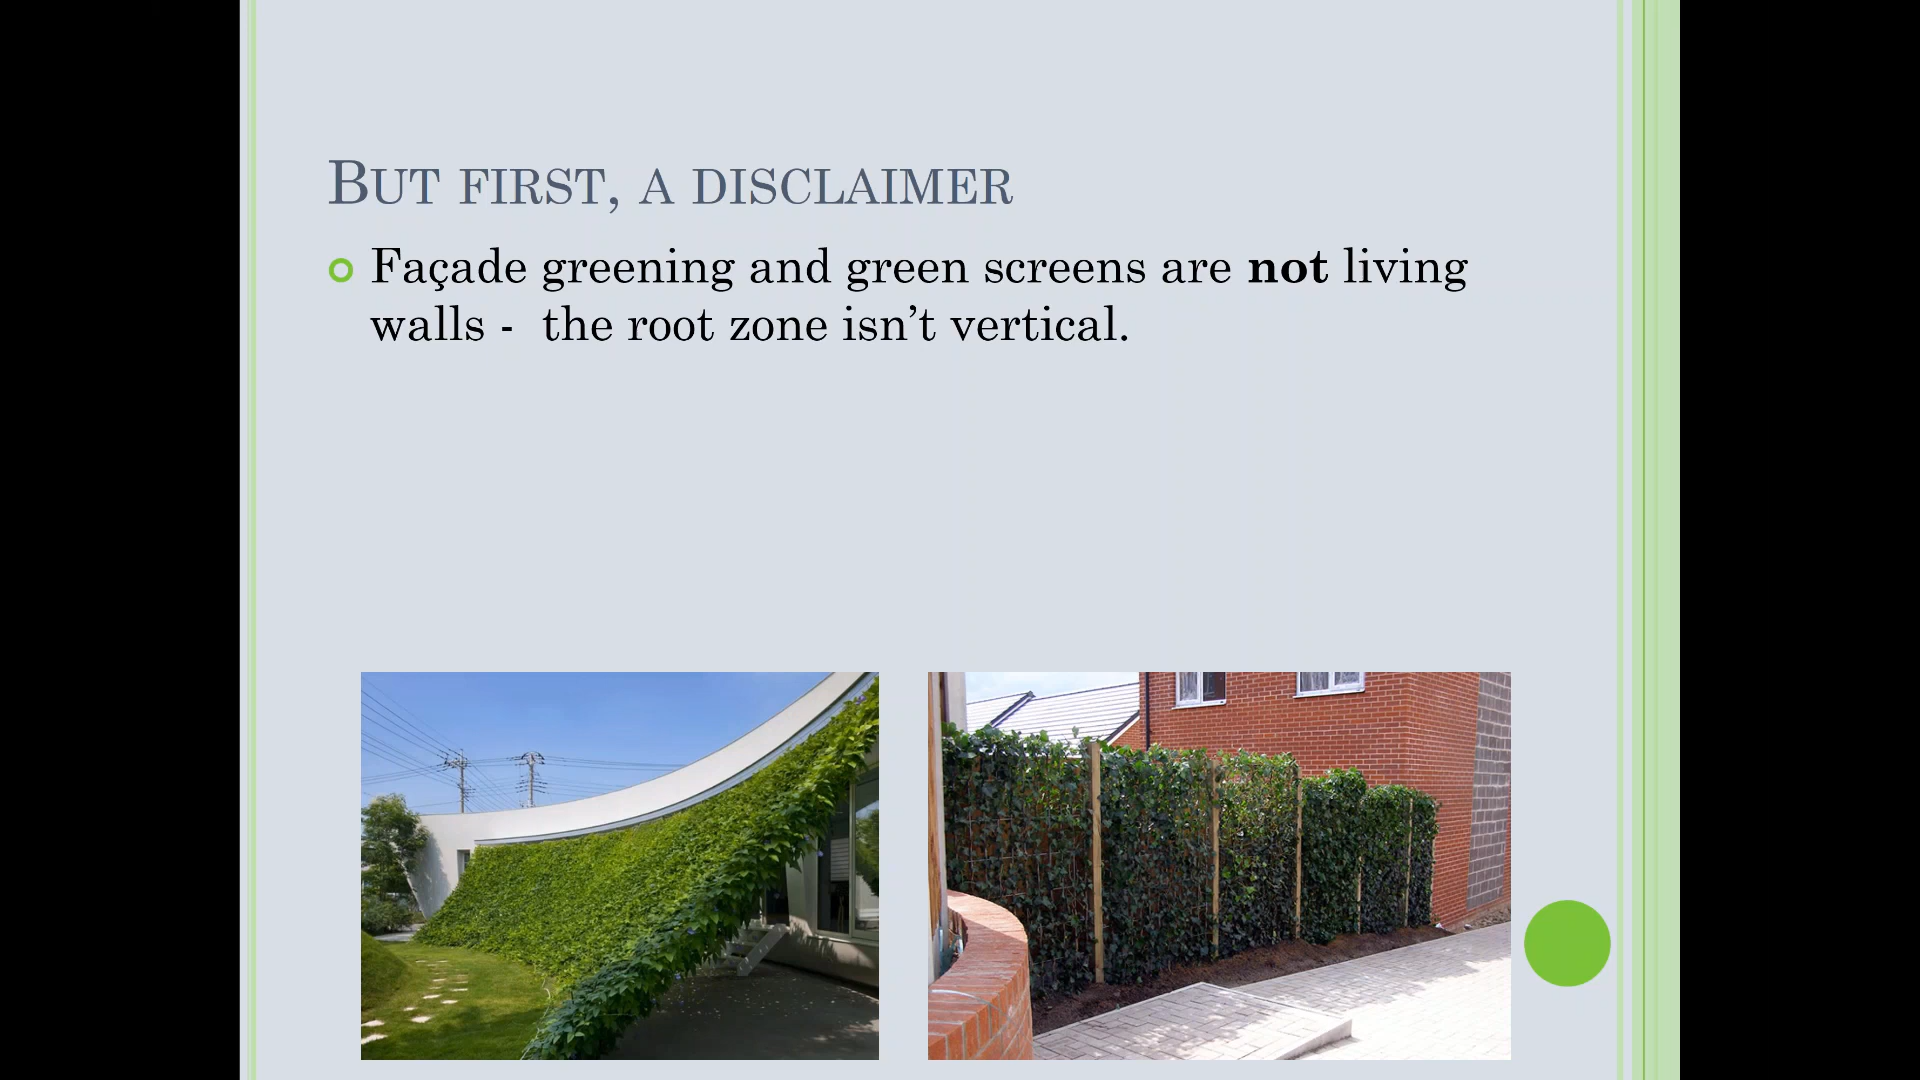 But first, a disclaimer
Façade greening and green screens are not living
walls -  the root zone isn’t vertical.